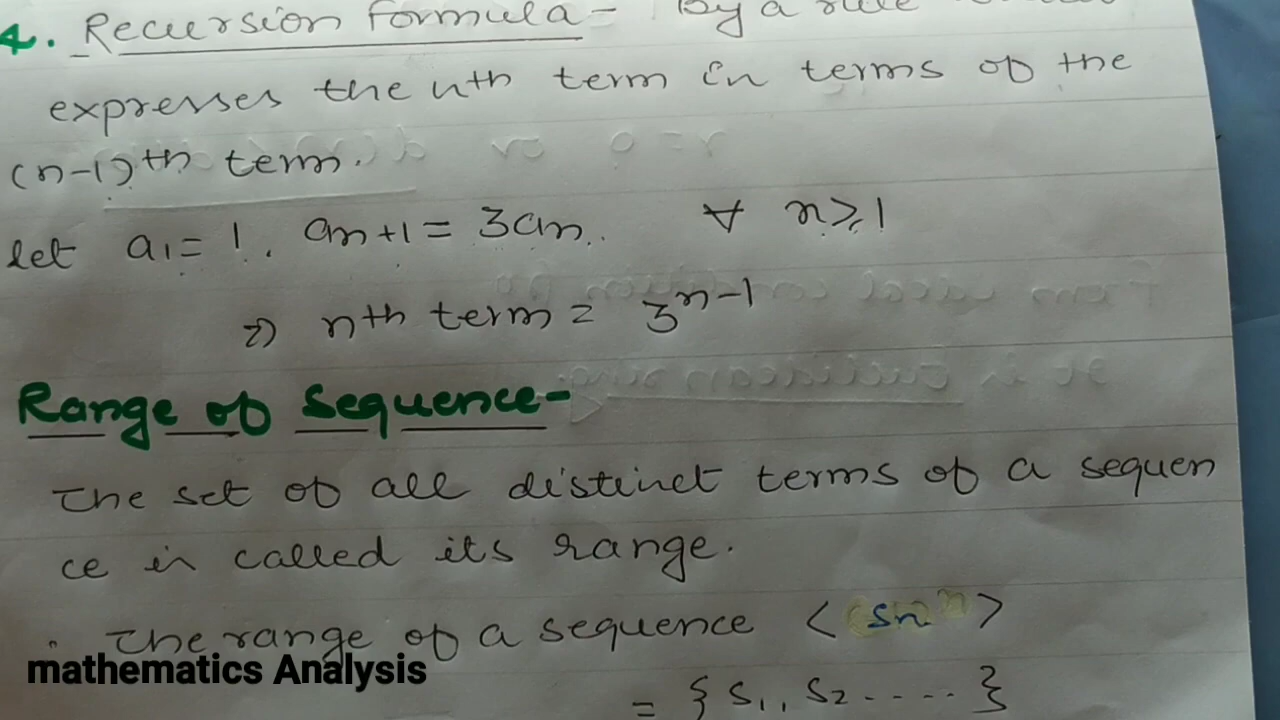 4. Recursion Formula- By a rule
expresses the nth term in terms of the
(n-1)th term.
let a1 = 1. an+1 = 3an. ∀ n≥1
⇒ nth term = 3^n-1
Range of Sequence-
The set of all distinct terms of a sequen
ce is called its range.
. The range of a sequence < sn >
mathematics Analysis
= {S1, S2 ----- }